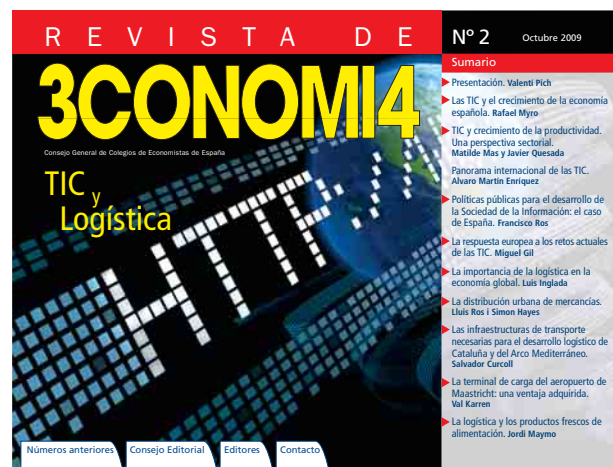 REVISTA DE
3CONOMI4
Consejo General de Colegios de Economistas de España
TIC y
Logística
HTTP://
Nº 2
Octubre 2009
Sumario
Presentación. Valentí Pich
Las TIC y el crecimiento de la economía
española. Rafael Myro
TIC y crecimiento de la productividad.
Una perspectiva sectorial.
Matilde Mas y Javier Quesada
Panorama internacional de las TIC.
Alvaro Martín Enríquez
Políticas públicas para el desarrollo de
la Sociedad de la Información: el caso
de España. Francisco Ros
La respuesta europea a los retos actuales
de las TIC. Miguel Gil
La importancia de la logística en la
economía global. Luis Inglada
La distribución urbana de mercancías.
Lluis Ros i Simon Hayes
Las infraestructuras de transporte
necesarias para el desarrollo logístico de
Cataluña y del Arco Mediterráneo.
Salvador Curcoll
La terminal de carga del aeropuerto de
Maastricht: una ventaja adquirida.
Val Karren
La logística y los productos frescos de
alimentación. Jordi Maymo
Números anteriores
Consejo Editorial
Editores
Contacto